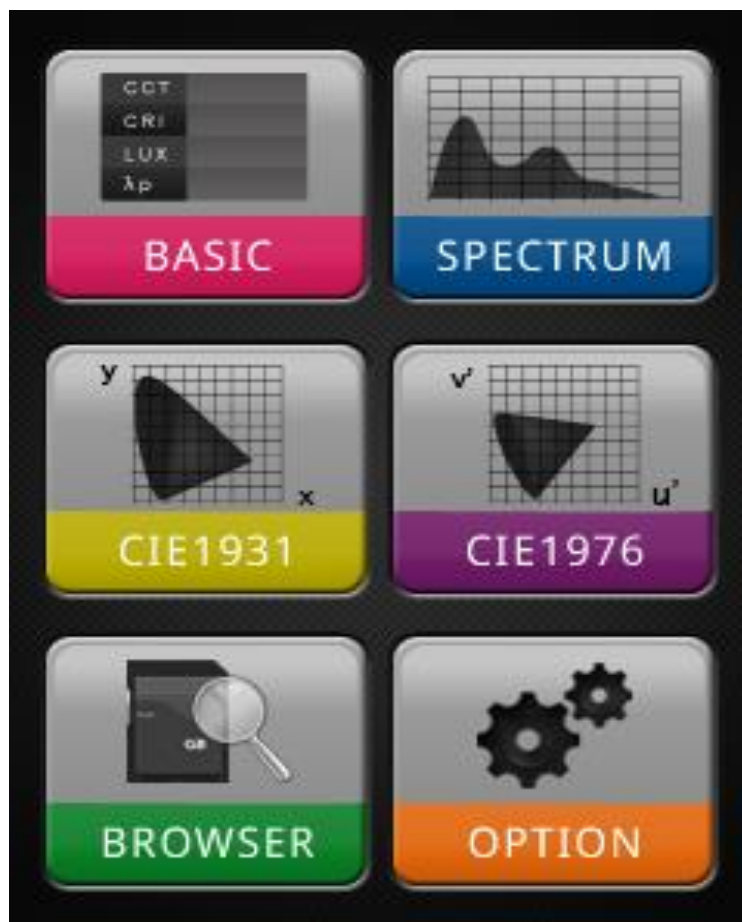 CCT
CRI
LUX
λp
BASIC
SPECTRUM
y
x
CIE1931
v'
u'
CIE1976
GB
BROWSER
OPTION